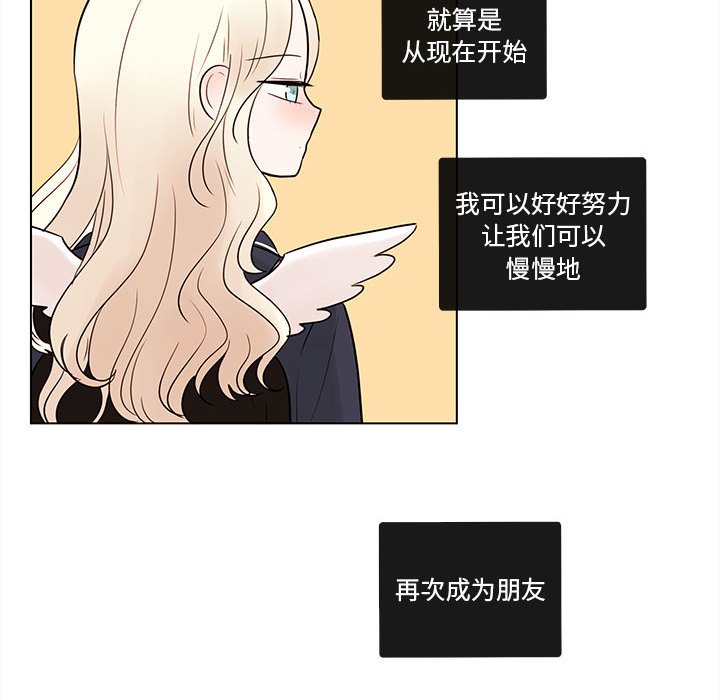 就算是
从现在开始
我可以好好努力
让我们可以
慢慢地
再次成为朋友